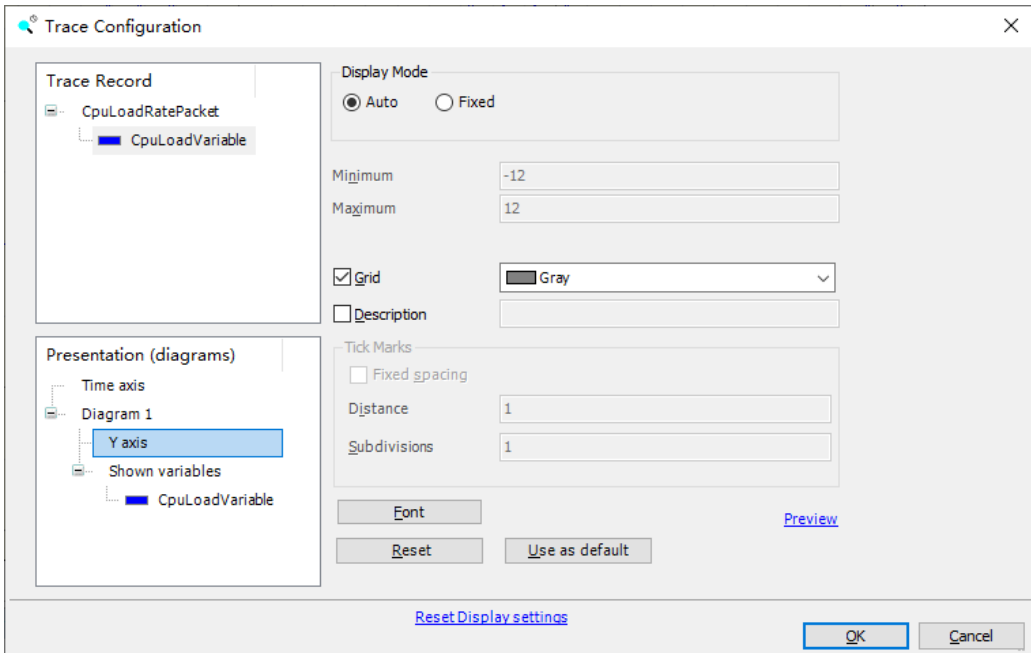 Trace Configuration
Trace Record
CpuLoadRatePacket
CpuLoadVariable
Display Mode
Auto
Fixed
Minimum
-12
Maximum
12
Grid
Gray
Description
Presentation (diagrams)
Time axis
Diagram 1
Y axis
Shown variables
CpuLoadVariable
Tick Marks
Fixed spacing
Distance
1
Subdivisions
1
Font
Preview
Reset
Use as default
Reset Display settings
OK
Cancel